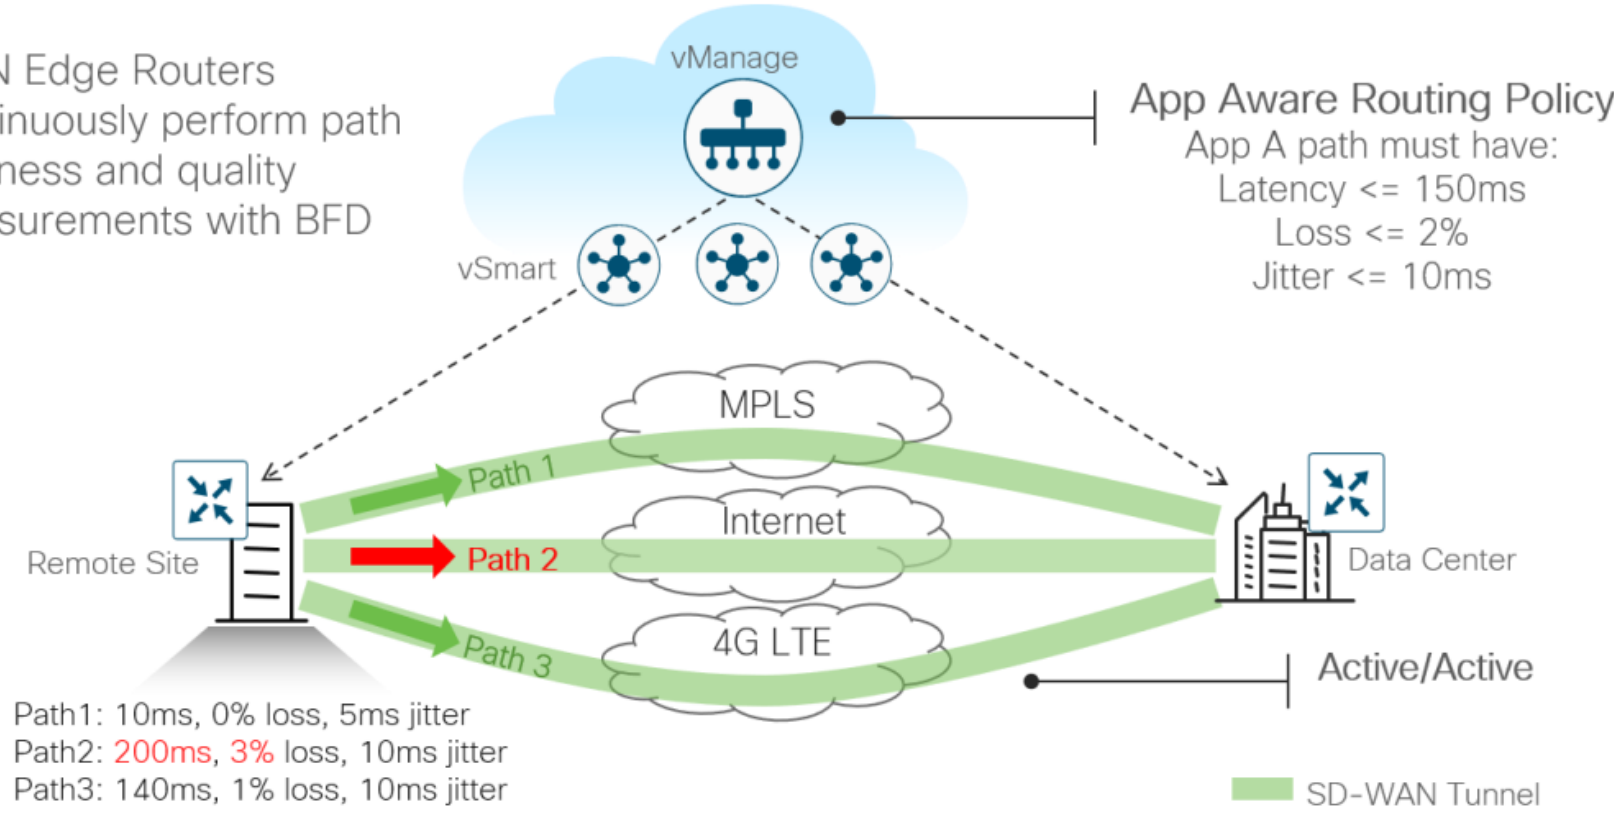 N Edge Routers
inuously perform path
ness and quality
surements with BFD
vManage
App Aware Routing Policy
App A path must have:
Latency <= 150ms
Loss <= 2%
Jitter <= 10ms
vSmart
MPLS
Path 1
Internet
Path 2
Remote Site
Data Center
4G LTE
Path 3
Active/Active
Path1: 10ms, 0% loss, 5ms jitter
Path2: 200ms, 3% loss, 10ms jitter
Path3: 140ms, 1% loss, 10ms jitter
SD-WAN Tunnel